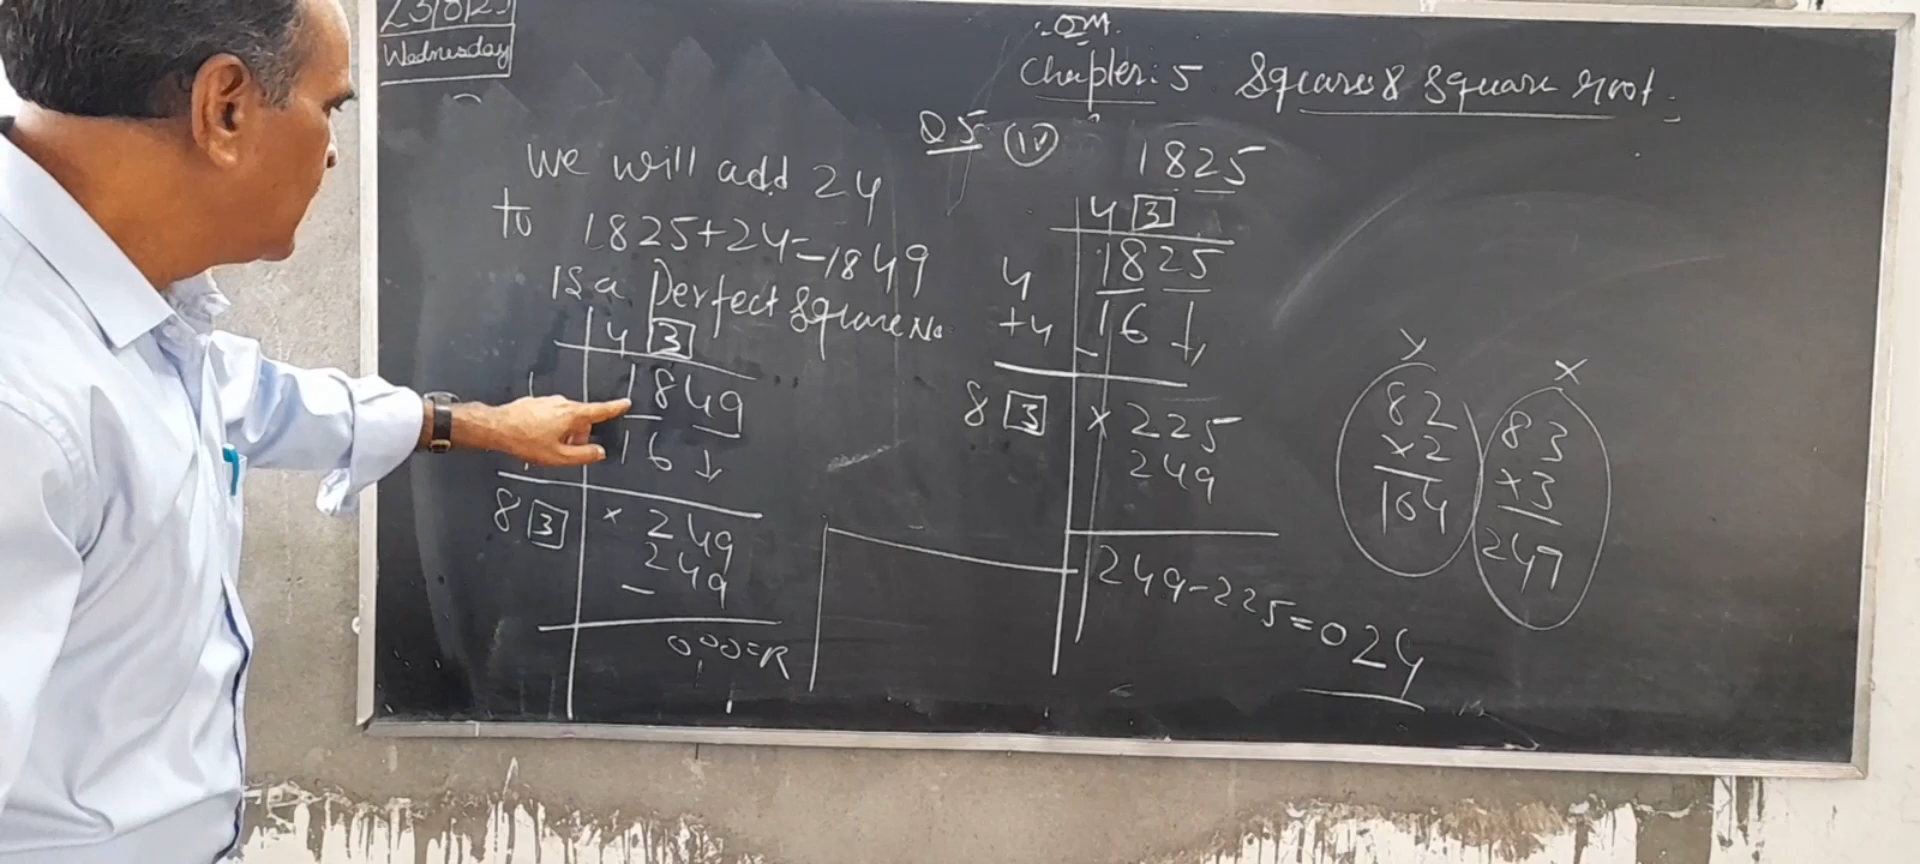 23/8/23
Wednesday
:-OM.
Chapter: 5 Squares & Square root.
Q5 (iv) 1825
4 3
4 1825
+4 16 ↓
8 3 × 225
249
249-225=024
82
×2
164
83
×3
249
We will add 24
to 1825+24=1849
is a Perfect Square No
4 3
1849
16 ↓
8 3 × 249
249
000=R